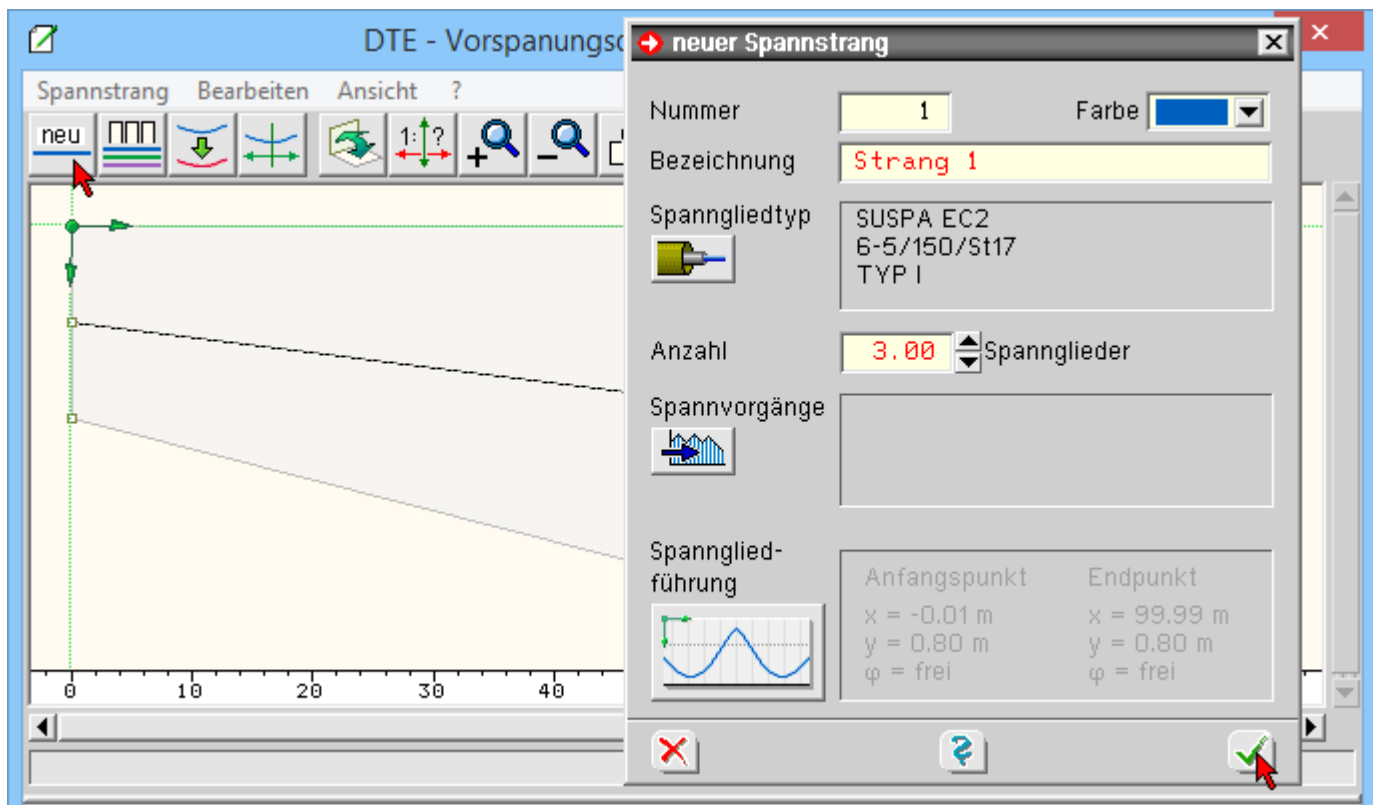 DTE - Vorspanungsd
Spannstrang Bearbeiten Ansicht ?
neu
1:?
0 10 20 30 40
neuer Spannstrang
Nummer 1 Farbe
Bezeichnung Strang 1
Spanngliedtyp
SUSPA EC2
6-5/150/St17
TYP I
Anzahl 3.00 Spannglieder
Spannvorgänge
Spannglied-
führung
Anfangspunkt Endpunkt
x = -0.01 m x = 99.99 m
y = 0.80 m y = 0.80 m
φ = frei φ = frei